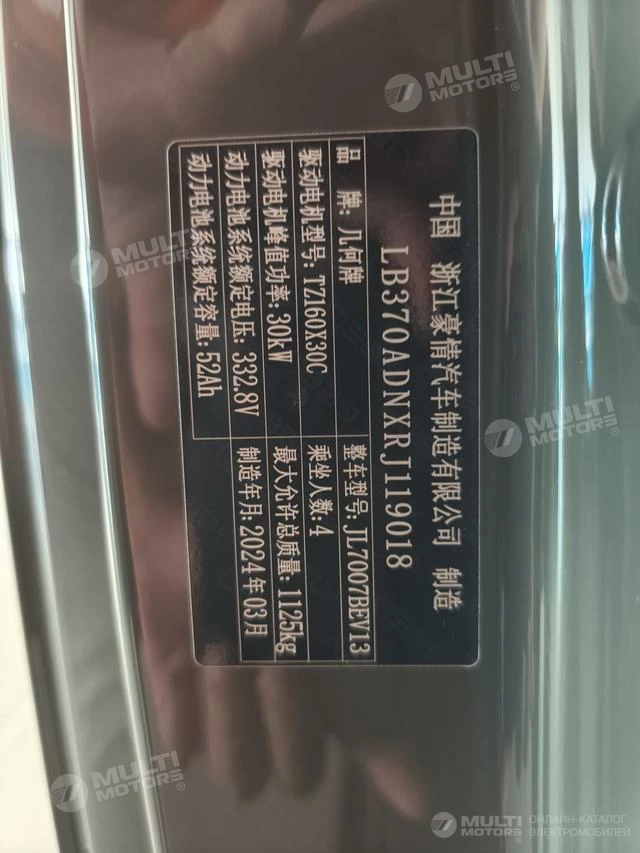 中国 浙江豪情汽车制造有限公司 制造
LB370ADNXRJ119018
品 牌: 几何牌 整车型号: JL7007BEV13
驱动电机型号: TZ160X30C 乘坐人数: 4
驱动电机峰值功率: 30kW 最大允许总质量: 1125kg
动力电池系统额定电压: 332.8V 制造年月: 2024年03月
动力电池系统额定容量: 52Ah
MULTI
MOTORS®
MULTI
MOTORS®
MULTI
MOTORS®
MULTI
MOTORS®
MULTI
MOTORS®
ОНЛАЙН-КАТАЛОГ
ЭЛЕКТРОМОБИЛЕЙ